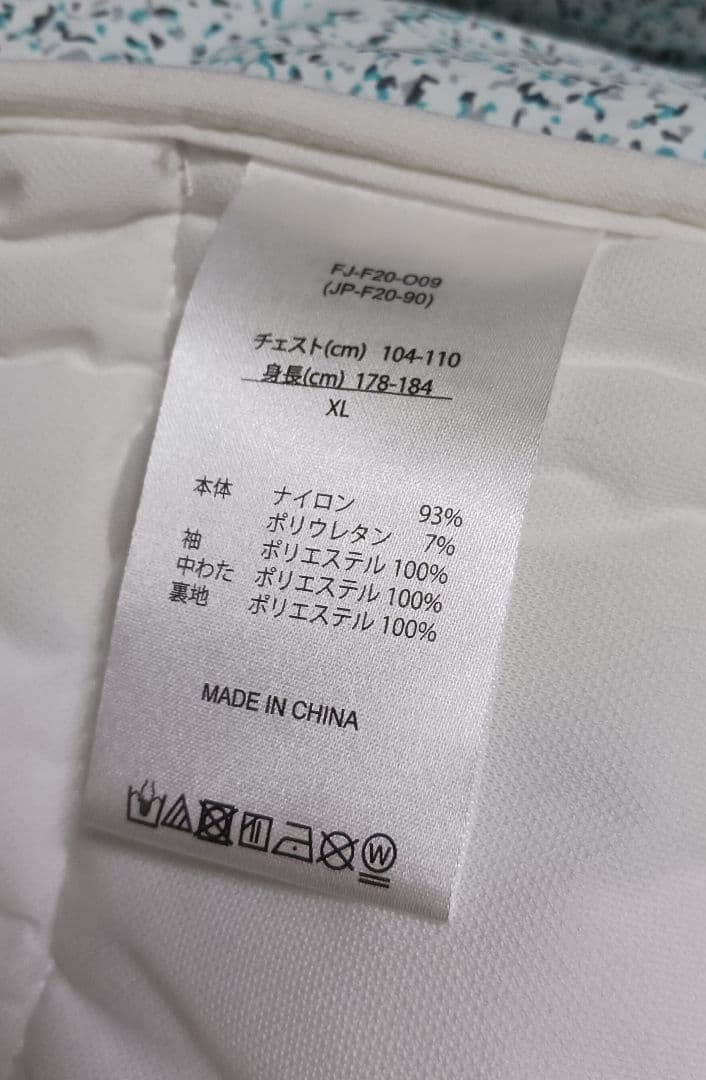 FJ-F20-O09
(JP-F20-90)
チェスト(cm) 104-110
身長(cm) 178-184
XL
本体 ナイロン 93%
ポリウレタン 7%
袖 ポリエステル 100%
中わた ポリエステル 100%
裏地 ポリエステル 100%
MADE IN CHINA
W